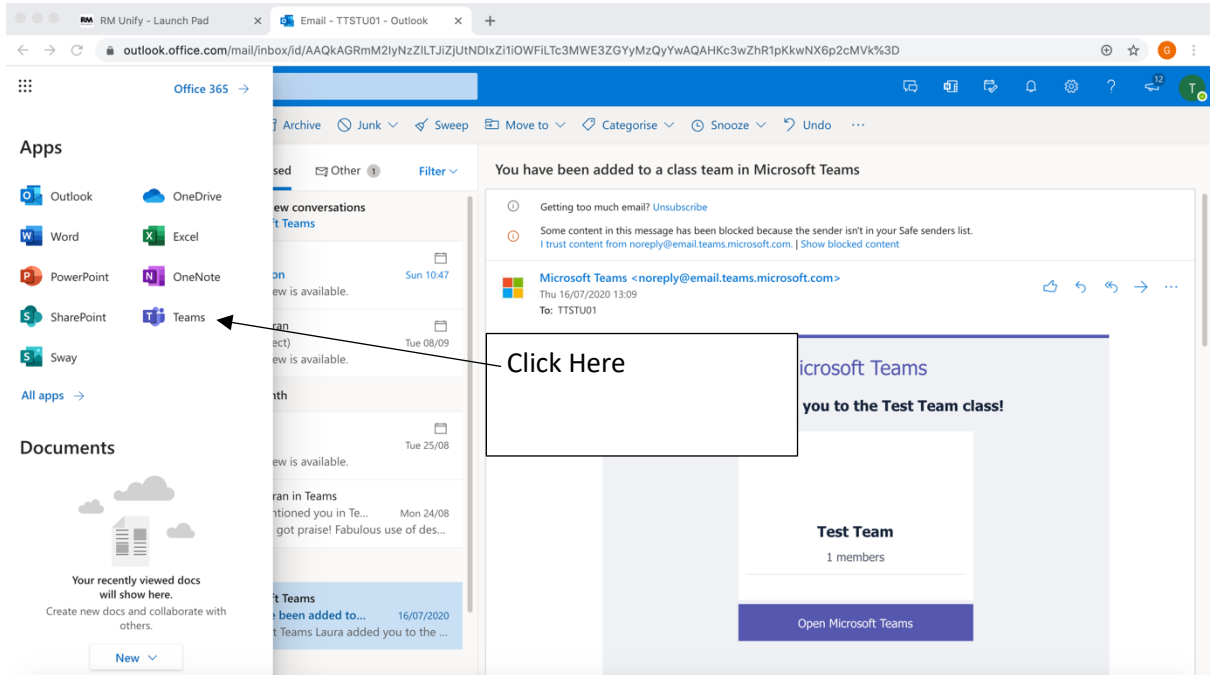 RM RM Unify - Launch Pad
Email - TTSTU01 - Outlook
outlook.office.com/mail/inbox/id/AAQkAGRmM2IyNzZlLTJiZjUtNDIxZi1iOWFiLTc3MWE3ZGYyMzQyYwAQAHKc3wZhR1pKkwNX6p2cMVk%3D
G
Office 365
12
T
Archive Junk Sweep Move to Categorise Snooze Undo
Apps
Outlook OneDrive
Word Excel
PowerPoint OneNote
SharePoint Teams
Sway
All apps
Documents
Your recently viewed docs
will show here.
Create new docs and collaborate with
others.
New
sed Other 1 Filter
ew conversations
ft Teams
on Sun 10:47
ew is available.
ran
ect) Tue 08/09
ew is available.
nth
Tue 25/08
ew is available.
ran in Teams
ntioned you in Te... Mon 24/08
got praise! Fabulous use of des...
ft Teams
e been added to... 16/07/2020
t Teams Laura added you to the ...
You have been added to a class team in Microsoft Teams
Getting too much email? Unsubscribe
Some content in this message has been blocked because the sender isn't in your Safe senders list.
I trust content from noreply@email.teams.microsoft.com. | Show blocked content
Microsoft Teams <noreply@email.teams.microsoft.com>
Thu 16/07/2020 13:09
To: TTSTU01
Click Here
icrosoft Teams
you to the Test Team class!
Test Team
1 members
Open Microsoft Teams